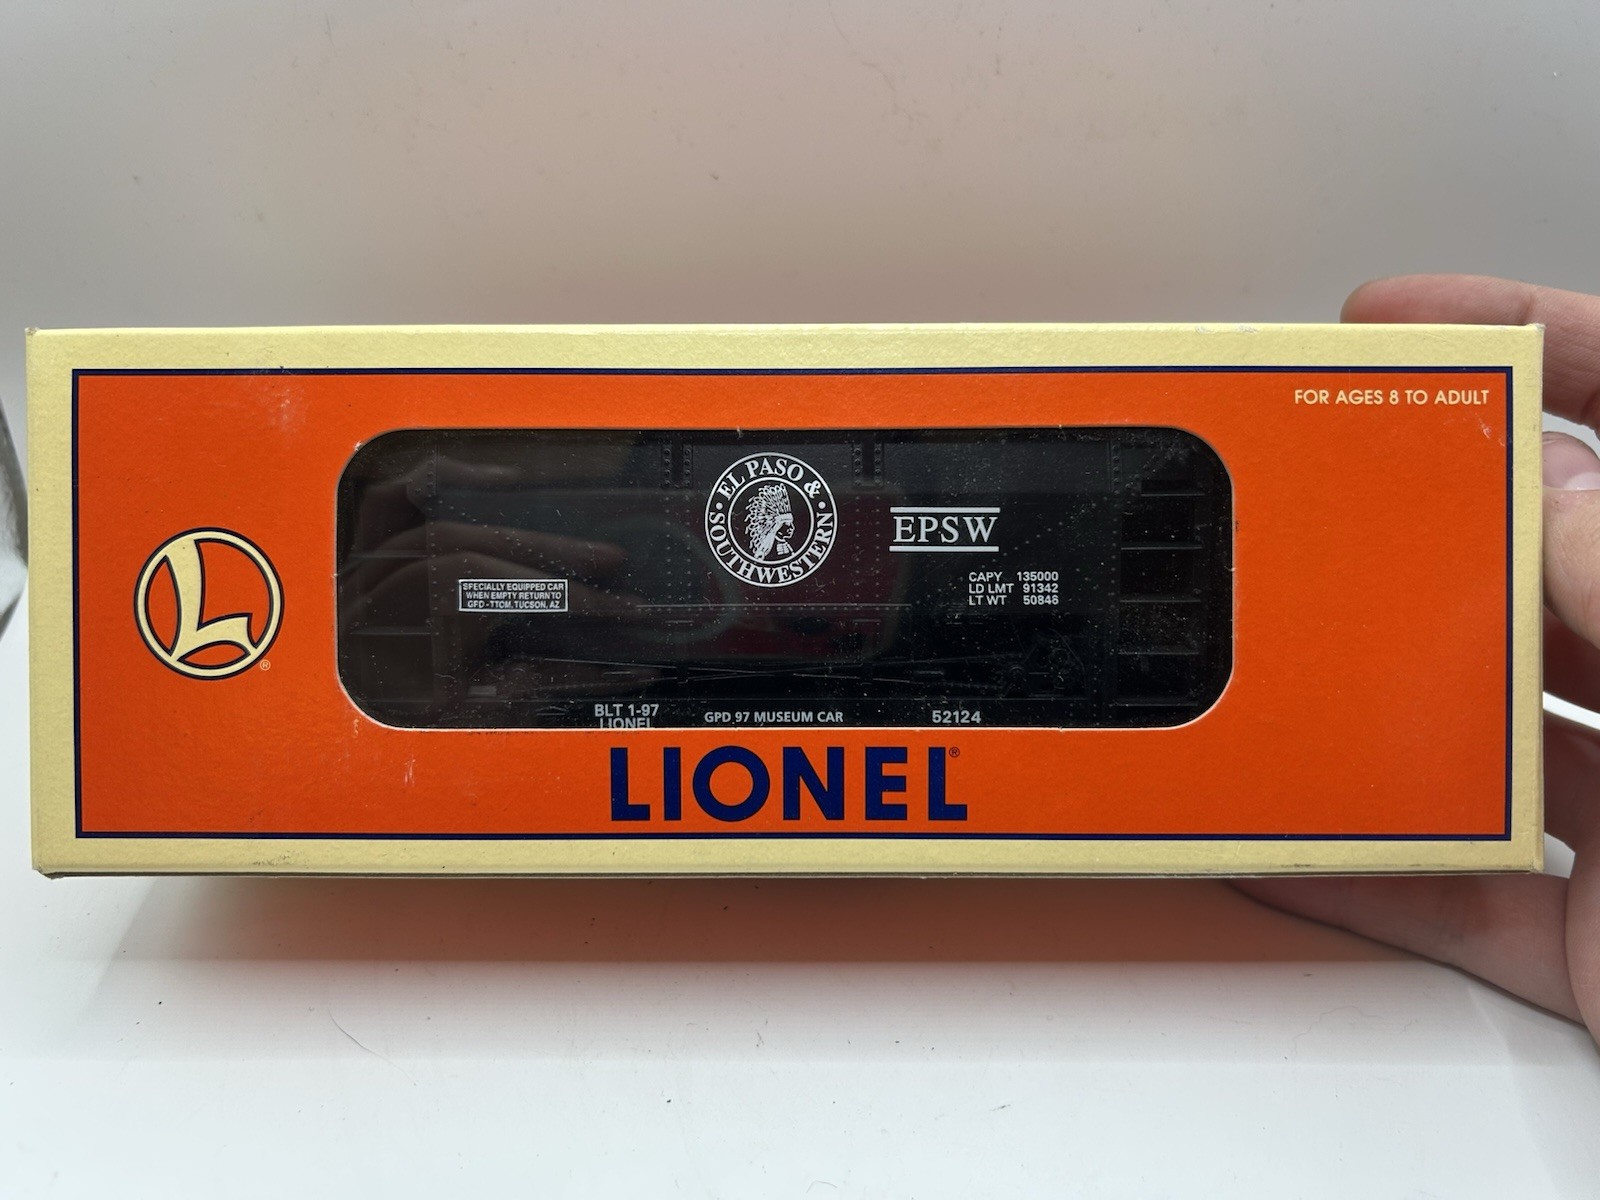 FOR AGES 8 TO ADULT
EL PASO & SOUTHWESTERN
EPSW
SPECIALLY EQUIPPED CAR
WHEN EMPTY RETURN TO
GFD - TTOM, TUCSON, AZ
CAPY 135000
LD LMT 91342
LT WT 50846
L
®
BLT 1-97
LIONEL
GPD 97 MUSEUM CAR
52124
LIONEL®